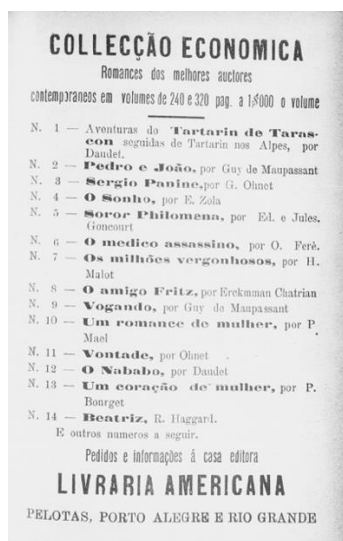 COLLECÇÃO ECONOMICA
Romances dos melhores auctores
contemporaneos em volumes de 240 e 320 pag. a 1$000 o volume
N. 1 — Aventuras do Tartarin de Taras-
con seguidas de Tartarin nos Alpes, por
Daudet.
N. 2 — Pedro e João, por Guy de Maupassant
N. 3 — Sergio Panine, por G. Ohnet
N. 4 — O Sonho, por E. Zola
N. 5 — Soror Philomena, por Ed. e Jules.
Goncourt
N. 6 — O medico assassino, por O. Feré.
N. 7 — Os milhões vergonhosos, por H.
Malot
N. 8 — O amigo Fritz, por Erckmman Chatrian
N. 9 — Vogando, por Guy de Maupassant
N. 10 — Um romance de mulher, por P.
Mael
N. 11 — Vontade, por Ohnet
N. 12 — O Nababo, por Daudet
N. 13 — Um coração de mulher, por P.
Bourget
N. 14 — Beatriz, R. Haggard.
E outros numeros a seguir.
Pedidos e informações á casa editora
LIVRARIA AMERICANA
PELOTAS, PORTO ALEGRE E RIO GRANDE